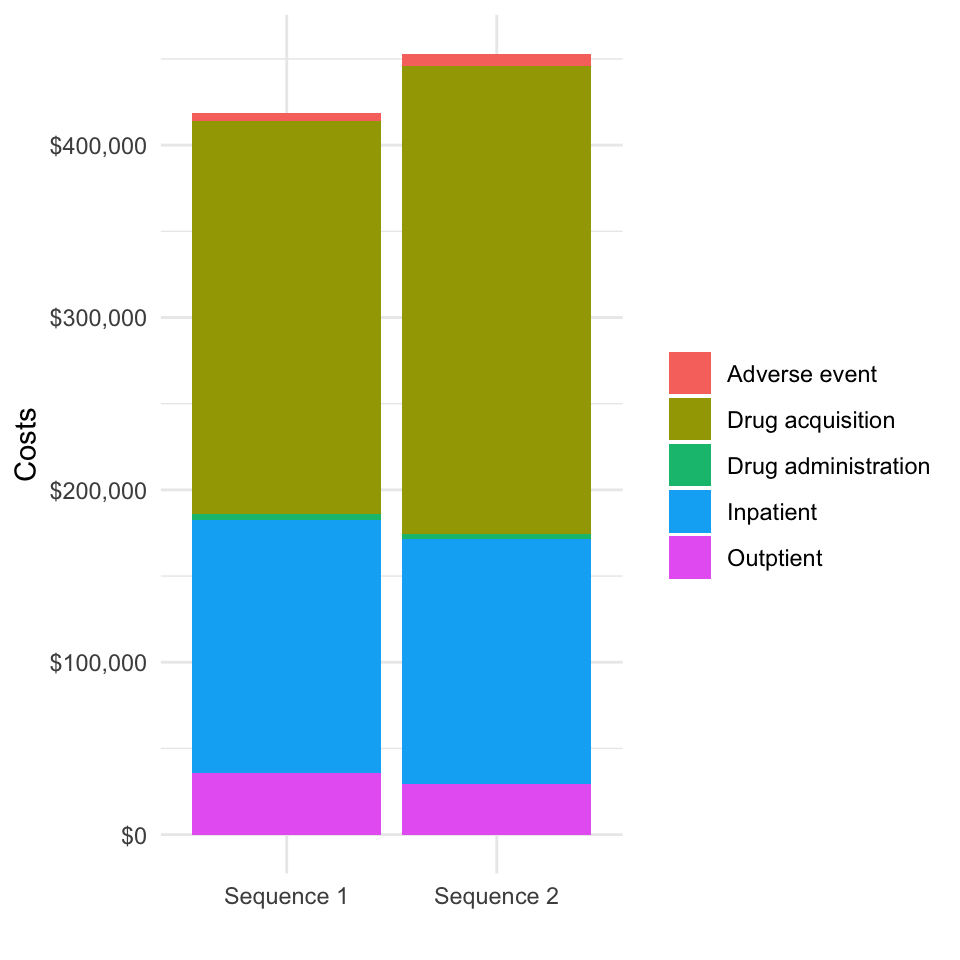 $400,000
$300,000
$200,000
$100,000
$0
Costs
Sequence 1
Sequence 2
Adverse event
Drug acquisition
Drug administration
Inpatient
Outptient